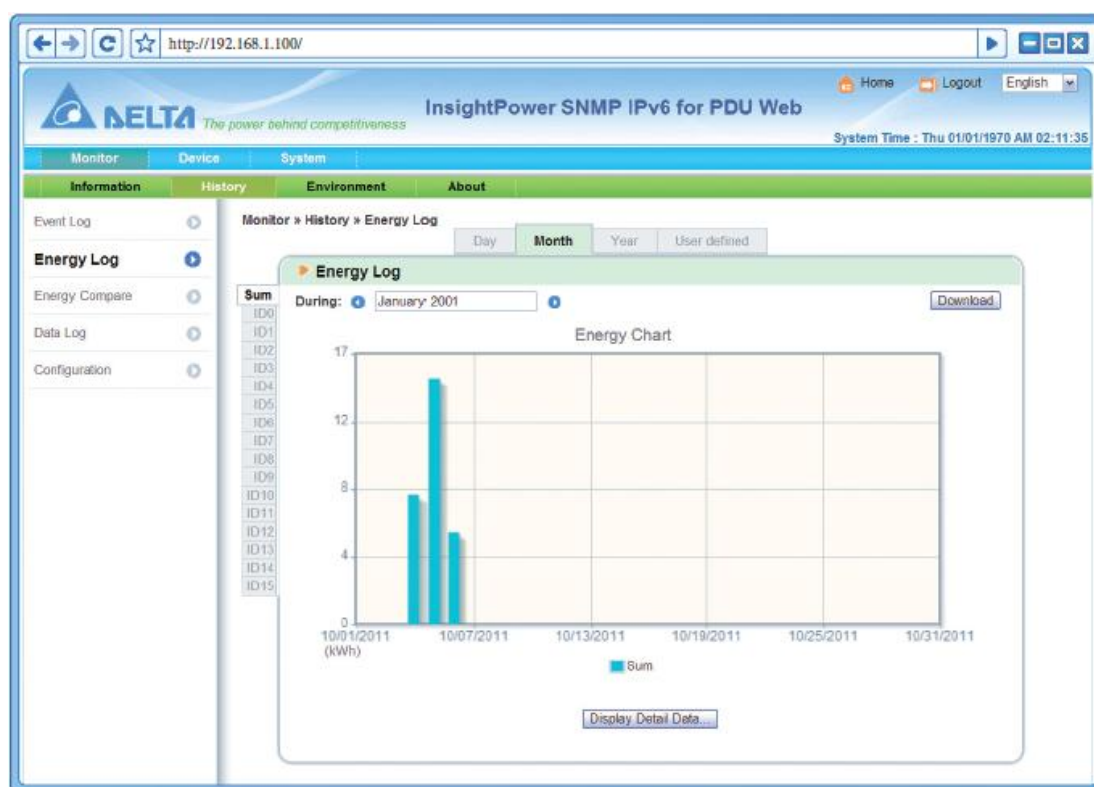 http://192.168.1.100/
Home Logout English
DELTA The power behind competitiveness
InsightPower SNMP IPv6 for PDU Web
System Time : Thu 01/01/1970 AM 02:11:35
Monitor Device System
Information History Environment About
Event Log
Energy Log
Energy Compare
Data Log
Configuration
Monitor » History » Energy Log
Day Month Year User defined
Energy Log
Sum
ID0
ID1
ID2
ID3
ID4
ID5
ID6
ID7
ID8
ID9
ID10
ID11
ID12
ID13
ID14
ID15
During: January 2001 Download
Energy Chart
17
12
8
4
0
10/01/2011 10/07/2011 10/13/2011 10/19/2011 10/25/2011 10/31/2011
(kWh)
Sum
Display Detail Data...